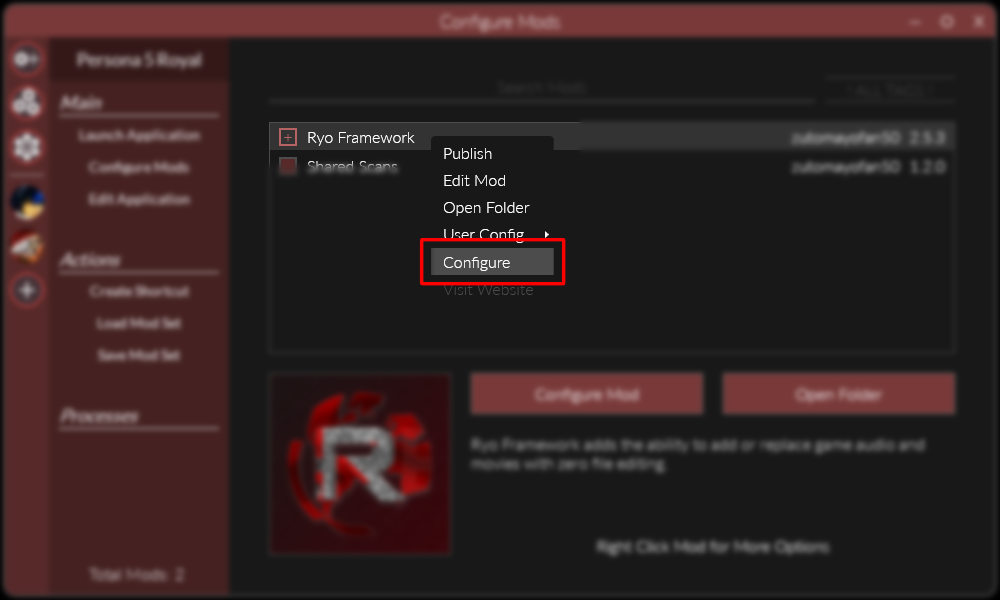 Configure Mods
Persona 5 Royal
Main
Launch Application
Configure Mods
Edit Application
Actions
Create Shortcut
Load Mod Set
Save Mod Set
Processes
Total Mods: 2
Search Mods
! ALL TAGS !
Ryo Framework zutomayofan50 2.5.3
Shared Scans zutomayofan50 1.2.0
Publish
Edit Mod
Open Folder
User Config
Configure
Visit Website
R
Configure Mod
Open Folder
Ryo Framework adds the ability to add or replace game audio and
movies with zero file editing.
Right Click Mod for More Options